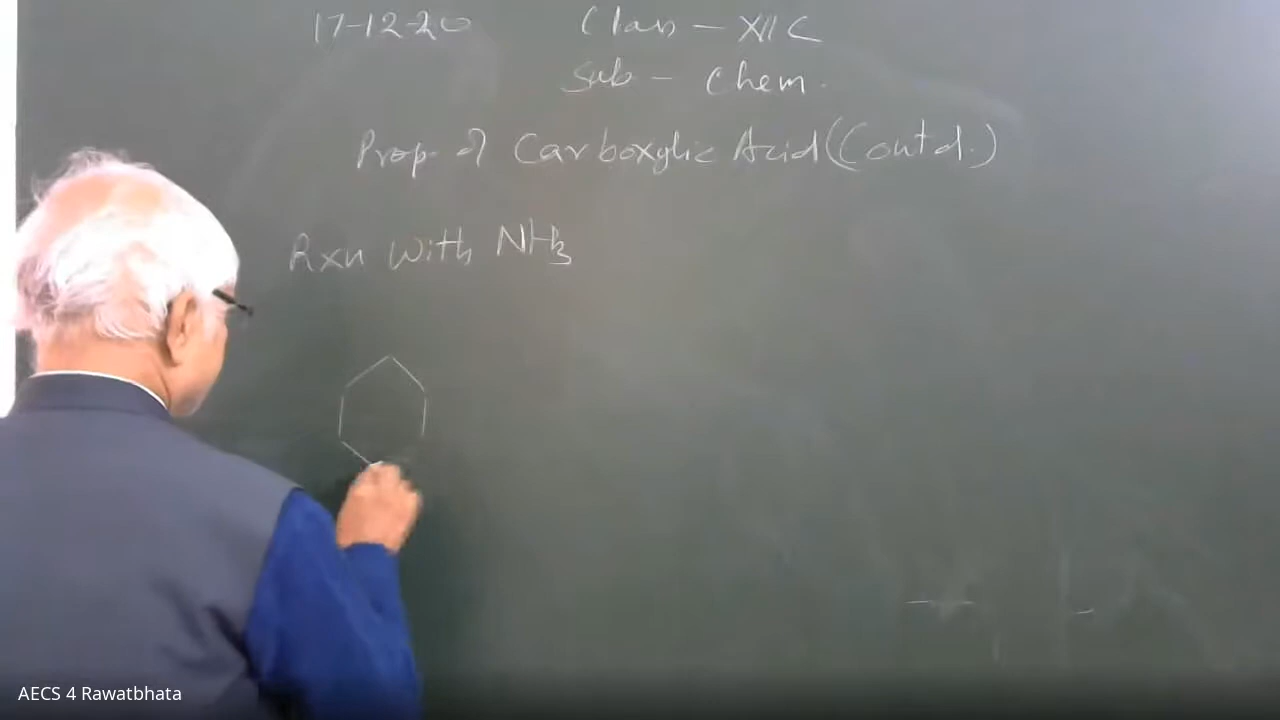 17-12-20 Class - XII C
Sub - Chem.
Prop. of Carboxylic Acid (Contd.)
Rxn With NH3
AECS 4 Rawatbhata